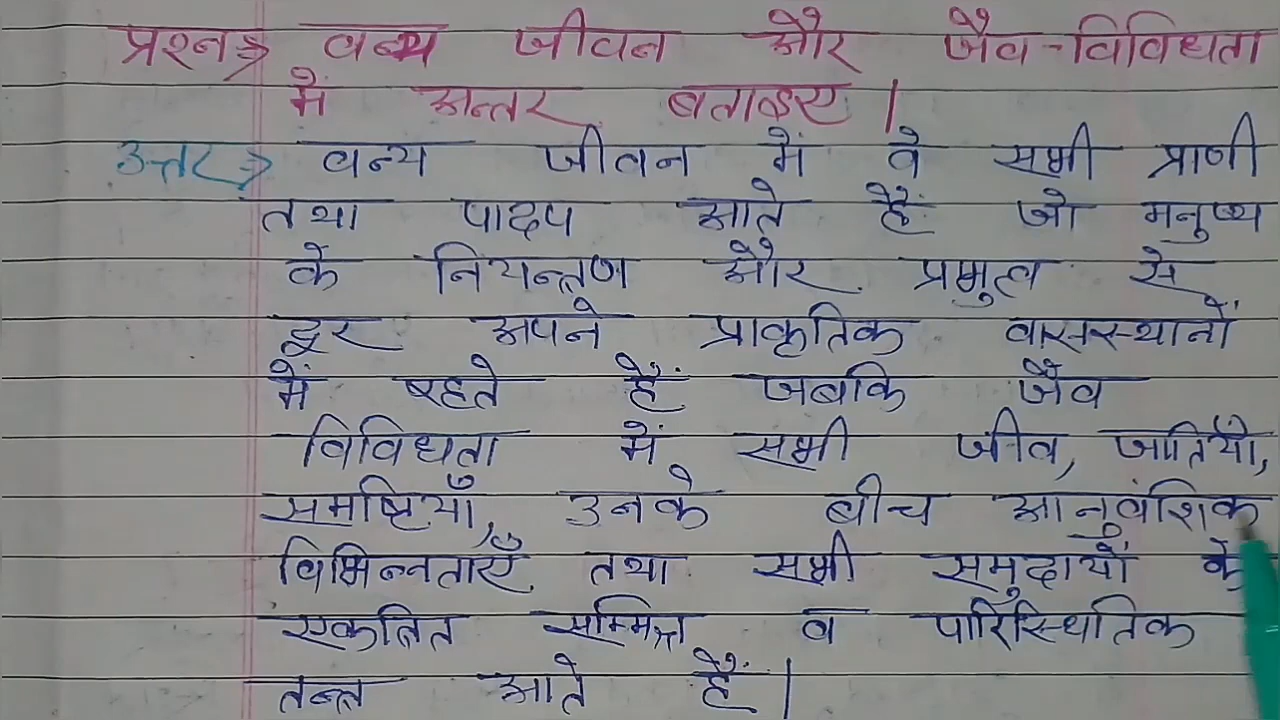 प्रश्न⇒ वन्य जीवन और जैव-विविधता
में अन्तर बताइए।
उत्तर⇒ वन्य जीवन में वे सभी प्राणी
तथा पादप आते हैं जो मनुष्य
के नियन्त्रण और प्रभुत्व से
दूर अपने प्राकृतिक वासस्थानों
में रहते हैं जबकि जैव
विविधता में सभी जीव, जातियाँ,
समष्टियाँ, उनके बीच आनुवंशिक
विभिन्नताएँ तथा सभी समुदायों के
एकत्रित सम्मिश्र व पारिस्थितिक
तन्त्र आते हैं।